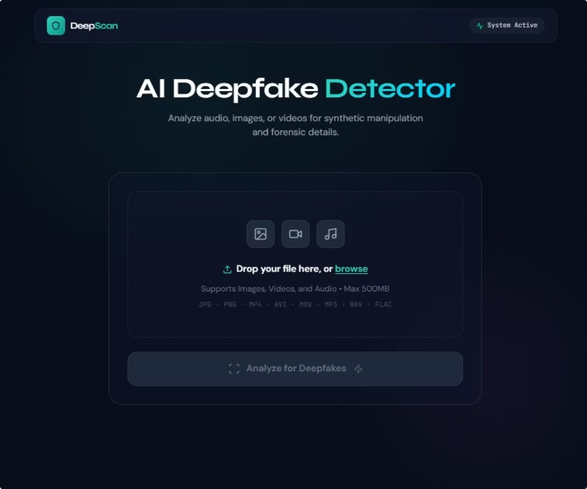 DeepScan
System Active
AI Deepfake Detector
Analyze audio, images, or videos for synthetic manipulation
and forensic details.
Drop your file here, or browse
Supports Images, Videos, and Audio • Max 500MB
JPG · PNG · MP4 · AVI · MOV · MP3 · WAV · FLAC
Analyze for Deepfakes